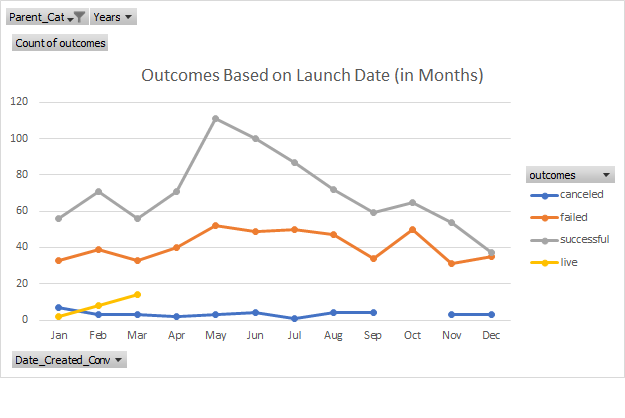 Parent_Cat Years
Count of outcomes
Outcomes Based on Launch Date (in Months)
120
100
80
60
40
20
0
Jan Feb Mar Apr May Jun Jul Aug Sep Oct Nov Dec
outcomes
canceled
failed
successful
live
Date_Created_Conv